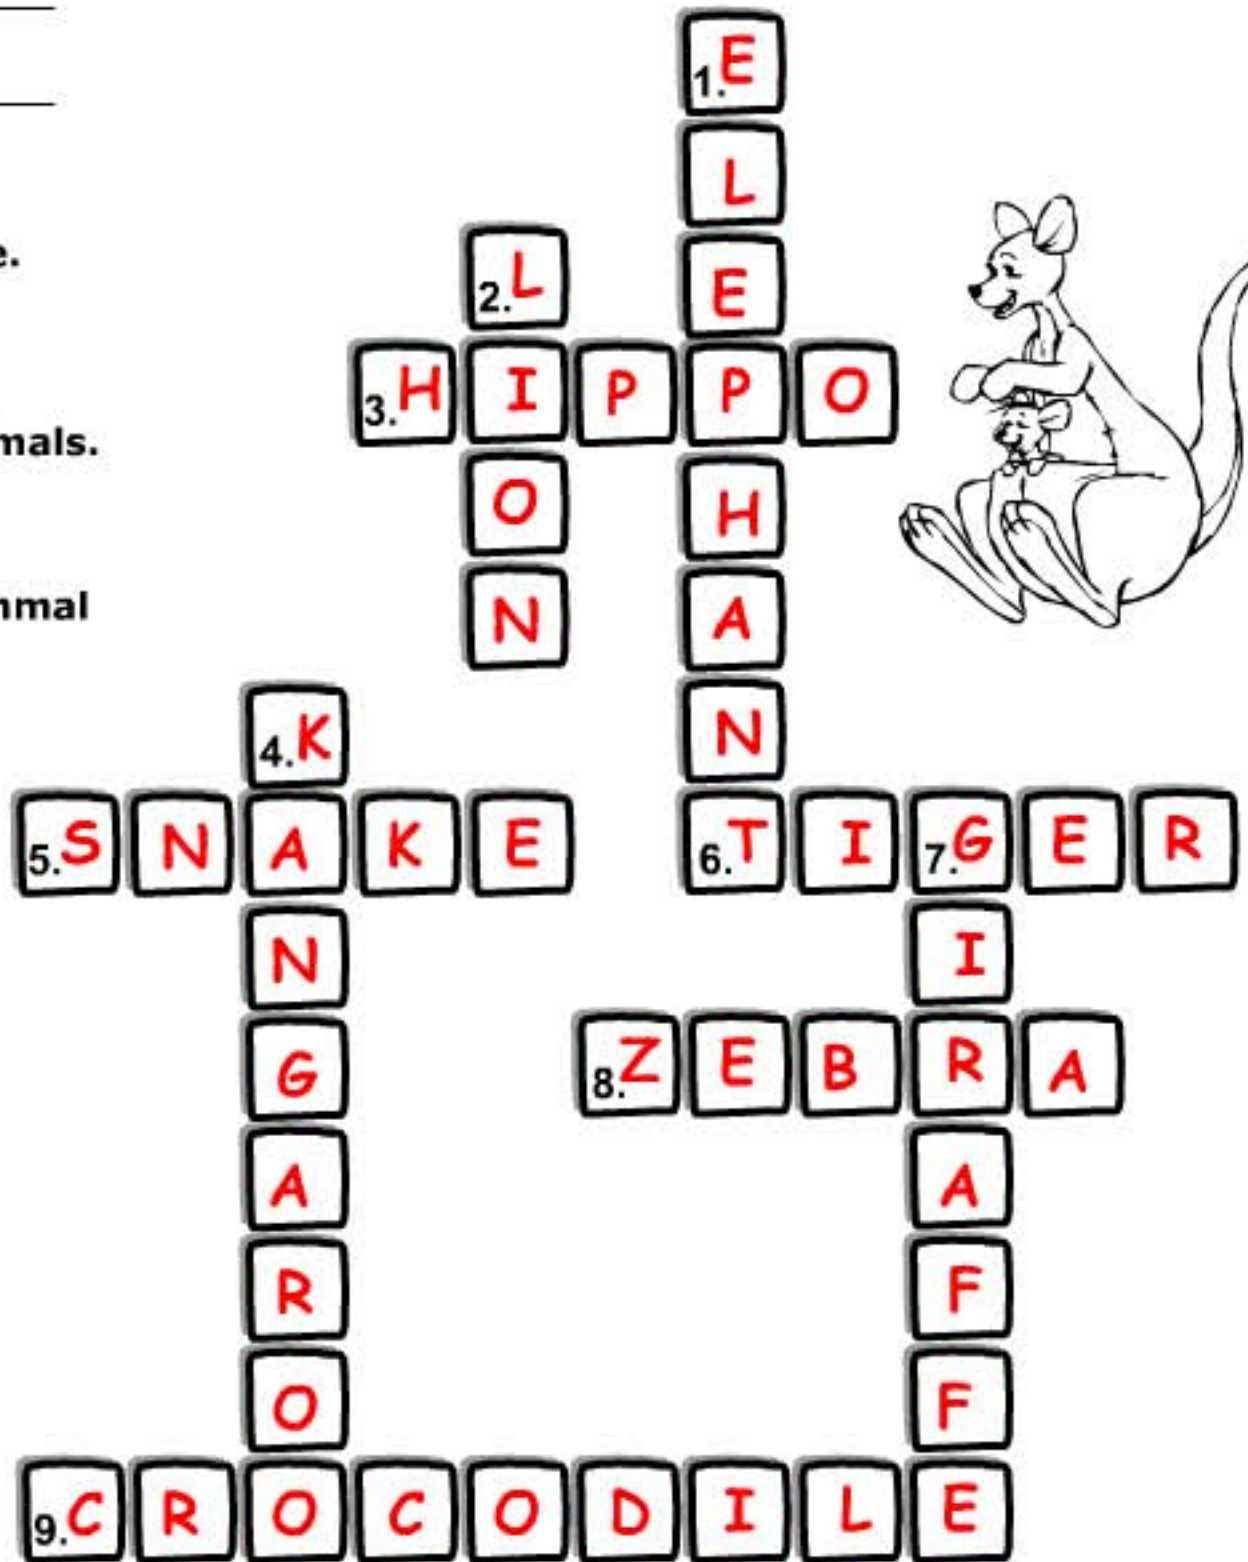 1.E
L
e.
2.L
E
3.H I P P O
mals.
O
H
nmal
N
A
4.K
N
5.S N A K E
6.T I 7.G E R
N
I
G
8.Z E B R A
A
A
R
F
O
F
9.C R O C O D I L E